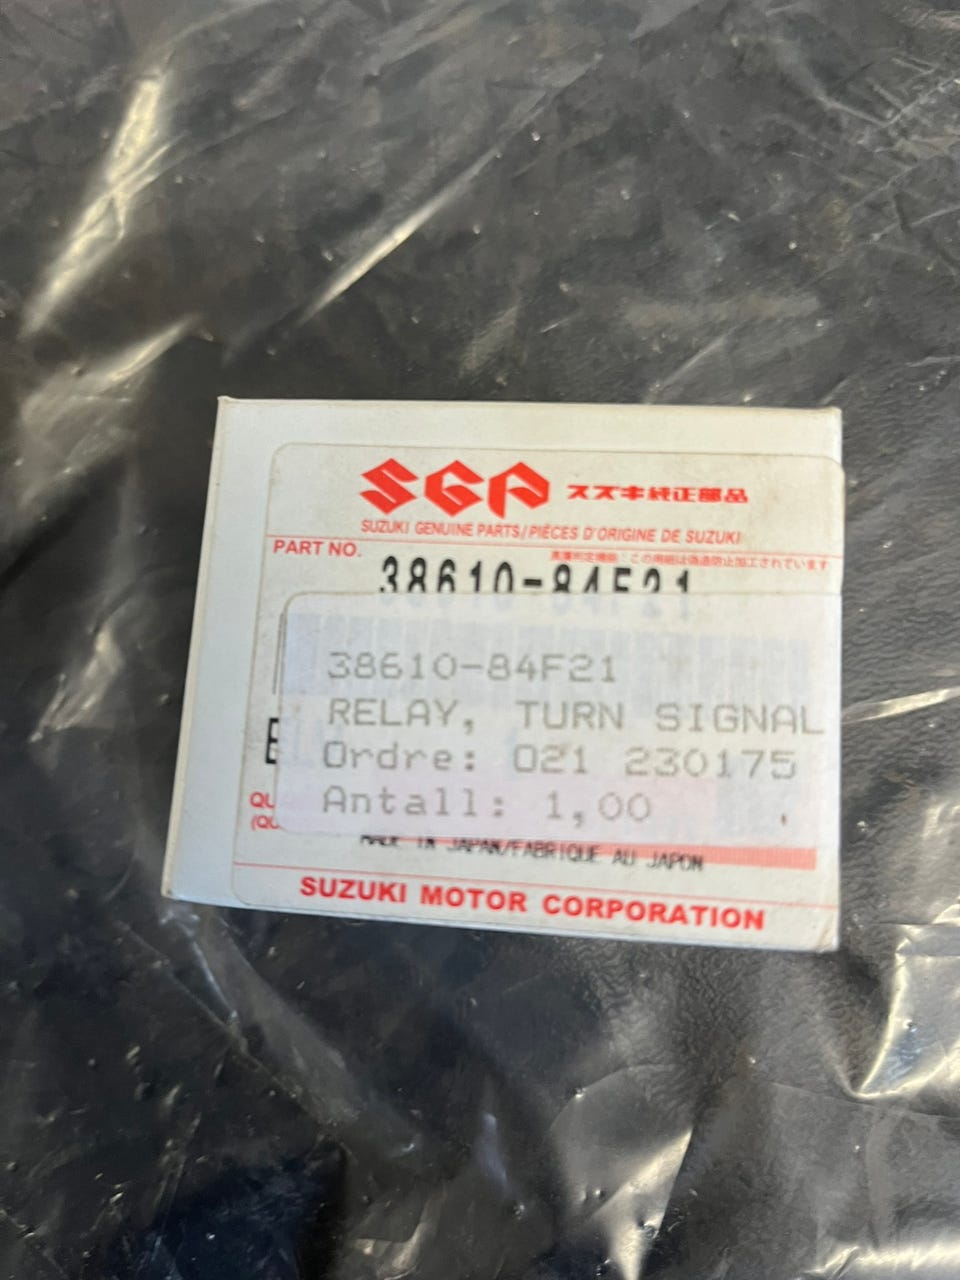 SGP スズキ純正部品
SUZUKI GENUINE PARTS/PIÈCES D'ORIGINE DE SUZUKI
PART NO.
38610-84F21
38610-84F21
RELAY, TURN SIGNAL
Ordre: 021 230175
Antall: 1,00
MADE IN JAPAN/FABRIQUE AU JAPON
SUZUKI MOTOR CORPORATION